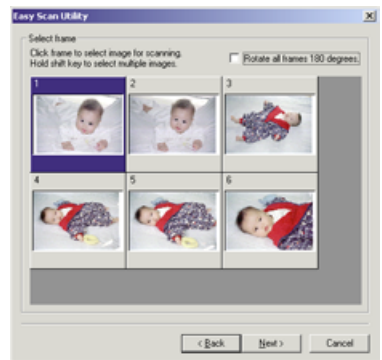 Easy Scan Utility
Select frame
Click frame to select image for scanning.
Hold shift key to select multiple images.
Rotate all frames 180 degrees.
1
2
3
4
5
6
< Back
Next >
Cancel